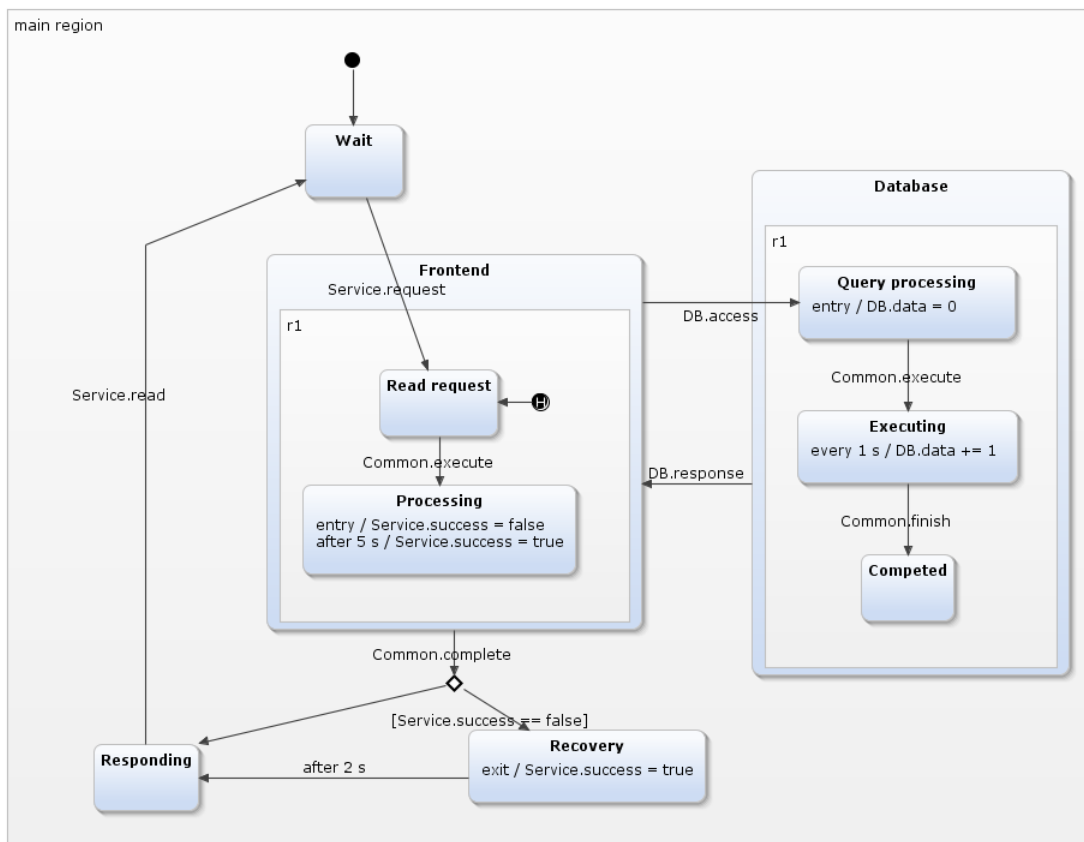 main region
Wait
Database
r1
Frontend
Query processing
entry / DB.data = 0
Service.request
DB.access
r1
Read request
H
Common.execute
Service.read
Executing
every 1 s / DB.data += 1
Common.execute
DB.response
Processing
entry / Service.success = false
after 5 s / Service.success = true
Common.finish
Competed
Common.complete
[Service.success == false]
Responding
after 2 s
Recovery
exit / Service.success = true